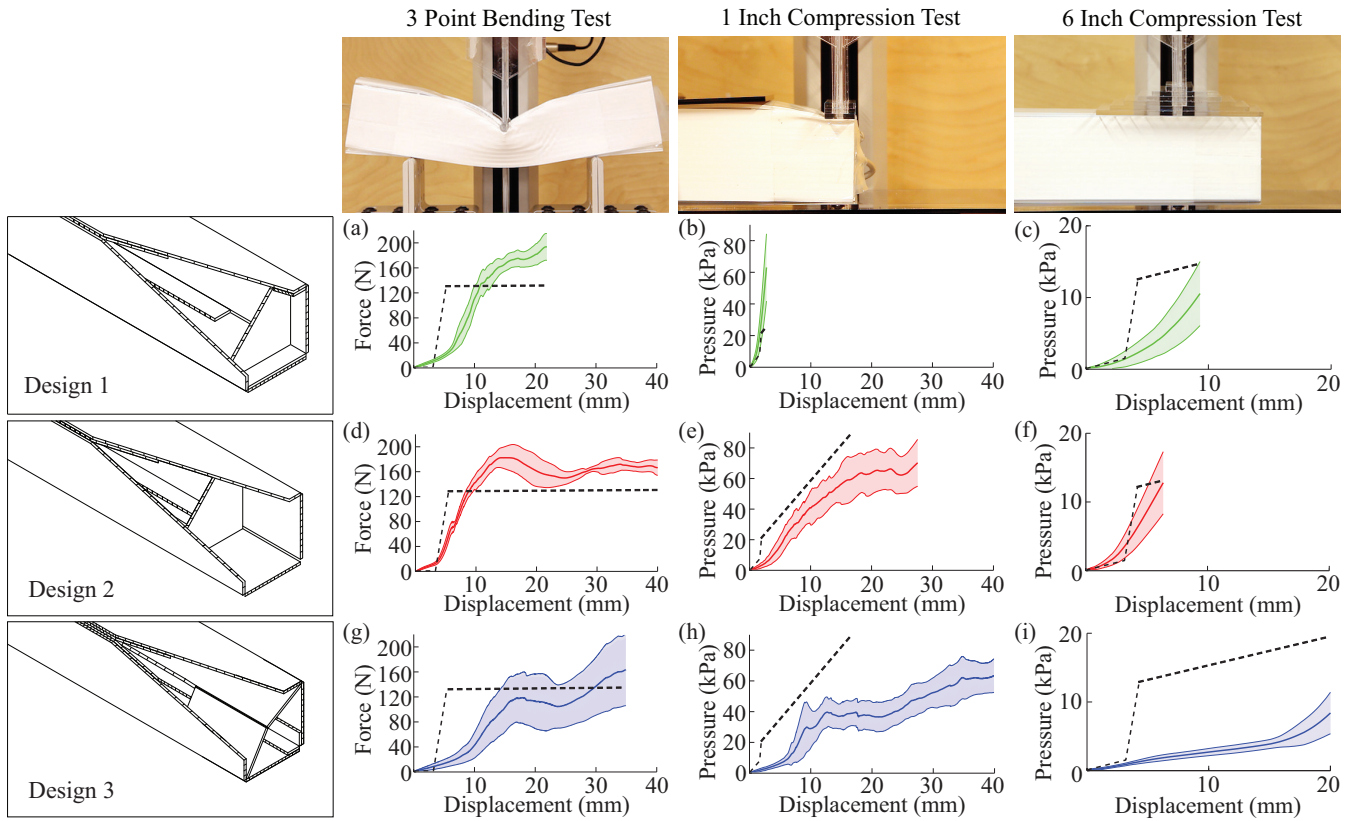 3 Point Bending Test
1 Inch Compression Test
6 Inch Compression Test
Design 1
(a)
Force (N)
200
160
120
80
40
0
10
20
30
40
Displacement (mm)
(b)
Pressure (kPa)
80
60
40
20
0
10
20
30
40
Displacement (mm)
(c)
Pressure (kPa)
20
10
0
10
20
Displacement (mm)
Design 2
(d)
Force (N)
200
160
120
80
40
0
10
20
30
40
Displacement (mm)
(e)
Pressure (kPa)
80
60
40
20
0
10
20
30
40
Displacement (mm)
(f)
Pressure (kPa)
20
10
0
10
20
Displacement (mm)
Design 3
(g)
Force (N)
200
160
120
80
40
0
10
20
30
40
Displacement (mm)
(h)
Pressure (kPa)
80
60
40
20
0
10
20
30
40
Displacement (mm)
(i)
Pressure (kPa)
20
10
0
10
20
Displacement (mm)